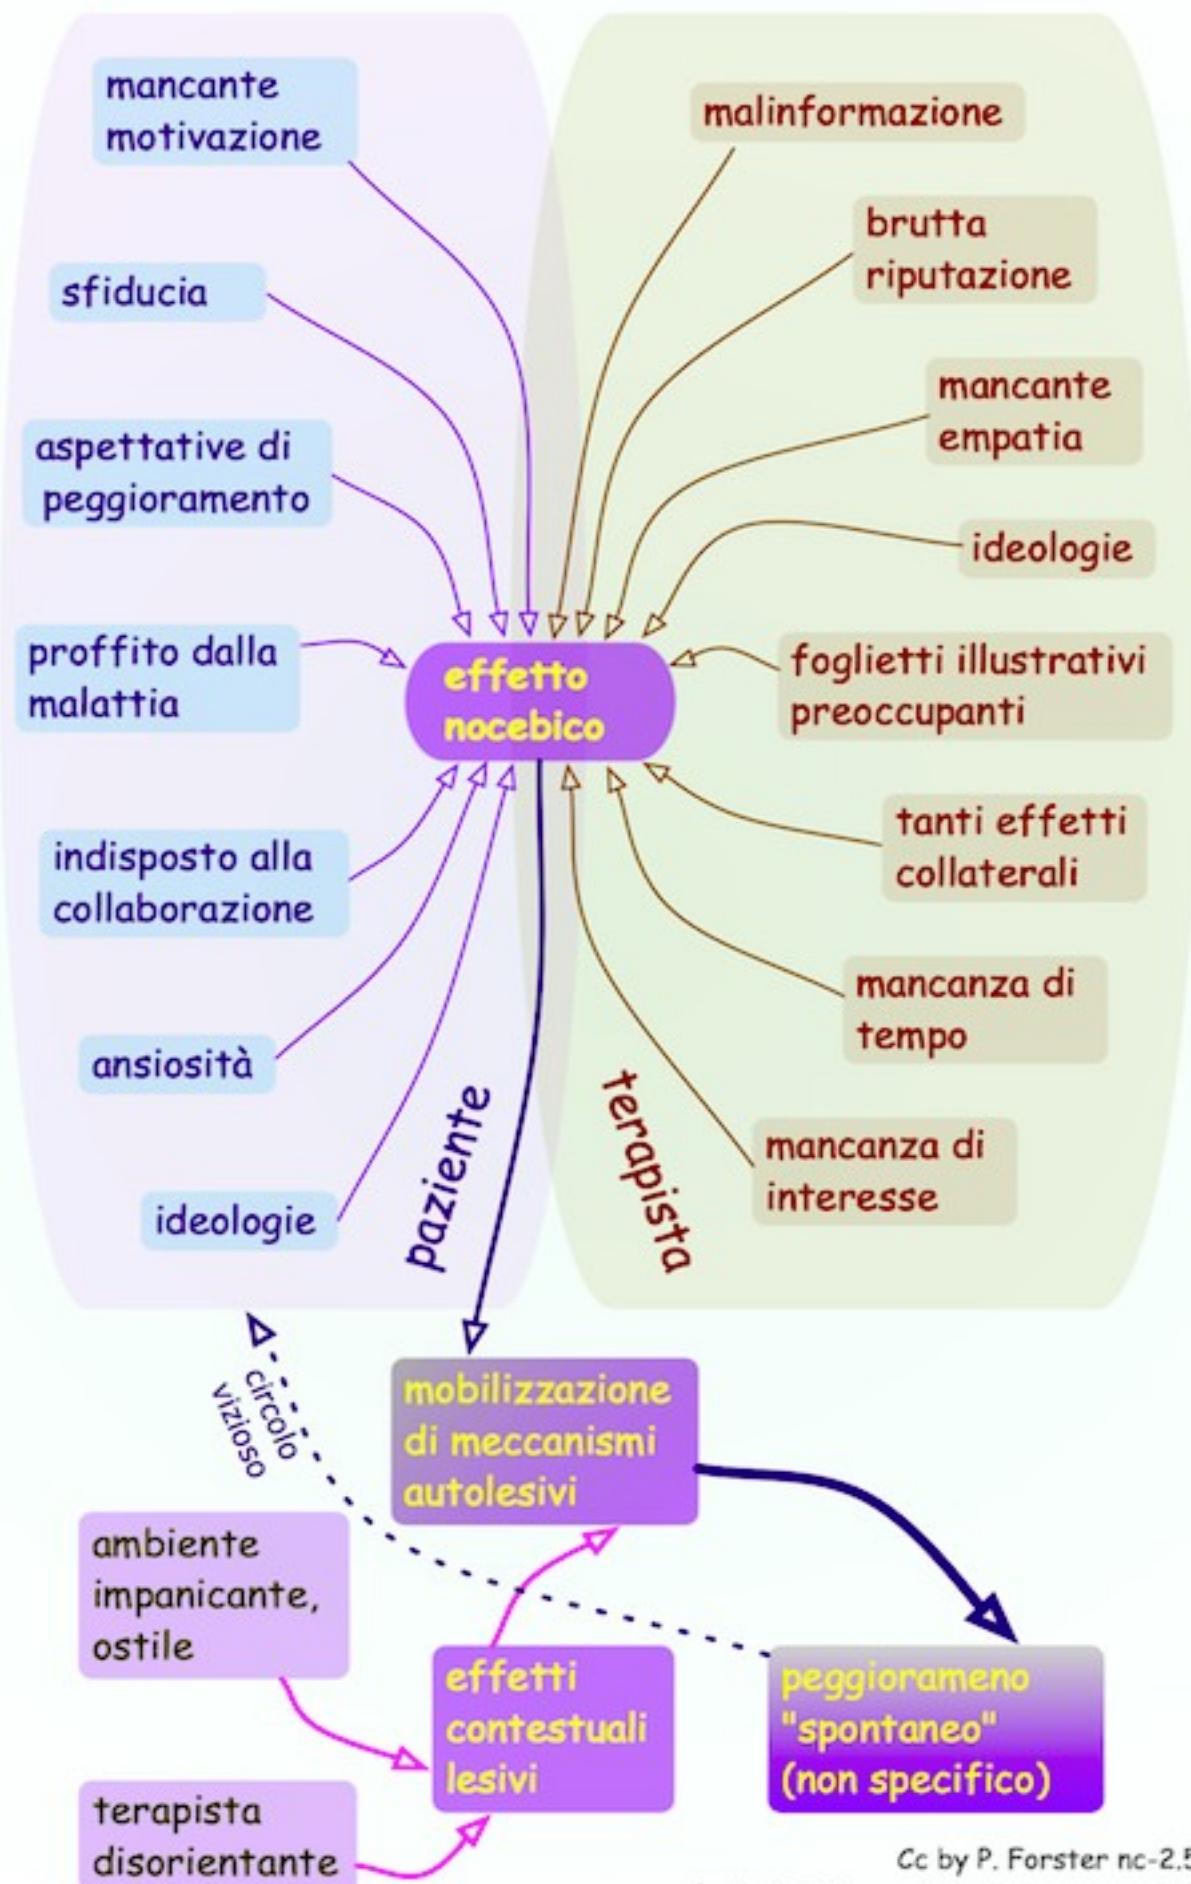 mancante
motivazione
sfiducia
aspettative di
peggioramento
proffito dalla
malattia
indisposto alla
collaborazione
ansiosità
ideologie
paziente
malinformazione
brutta
riputazione
mancante
empatia
ideologie
foglietti illustrativi
preoccupanti
tanti effetti
collaterali
mancanza di
tempo
mancanza di
interesse
terapista
effetto
nocebico
mobilizzazione
di meccanismi
autolesivi
circolo
vizioso
ambiente
impanicante,
ostile
effetti
contestuali
lesivi
peggiorameno
"spontaneo"
(non specifico)
terapista
disorientante
Cc by P. Forster nc-2.5